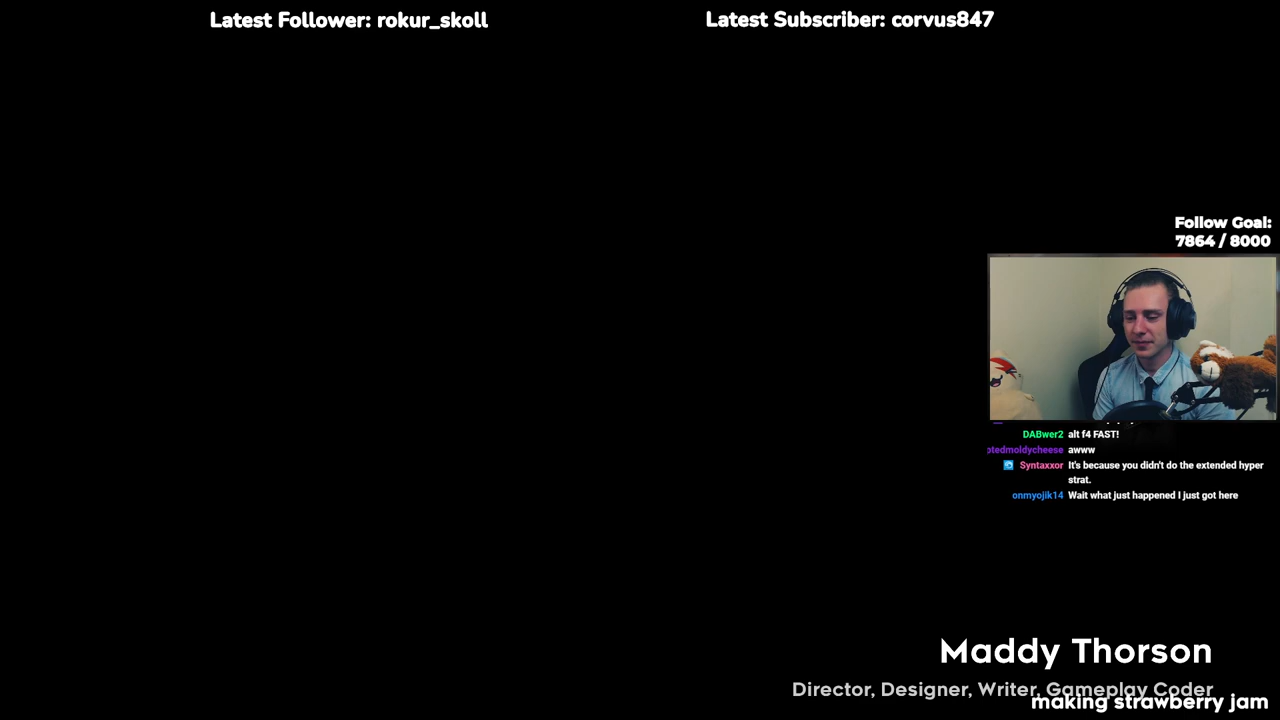 Latest Follower: rokur_skoll
Latest Subscriber: corvus847
Follow Goal:
7864 / 8000
DABwer2 alt f4 FAST!
ptedmoldycheese awww
Syntaxxor It's because you didn't do the extended hyper
strat.
onmyojik14 Wait what just happened I just got here
Maddy Thorson
Director, Designer, Writer, Gameplay Coder
making strawberry jam